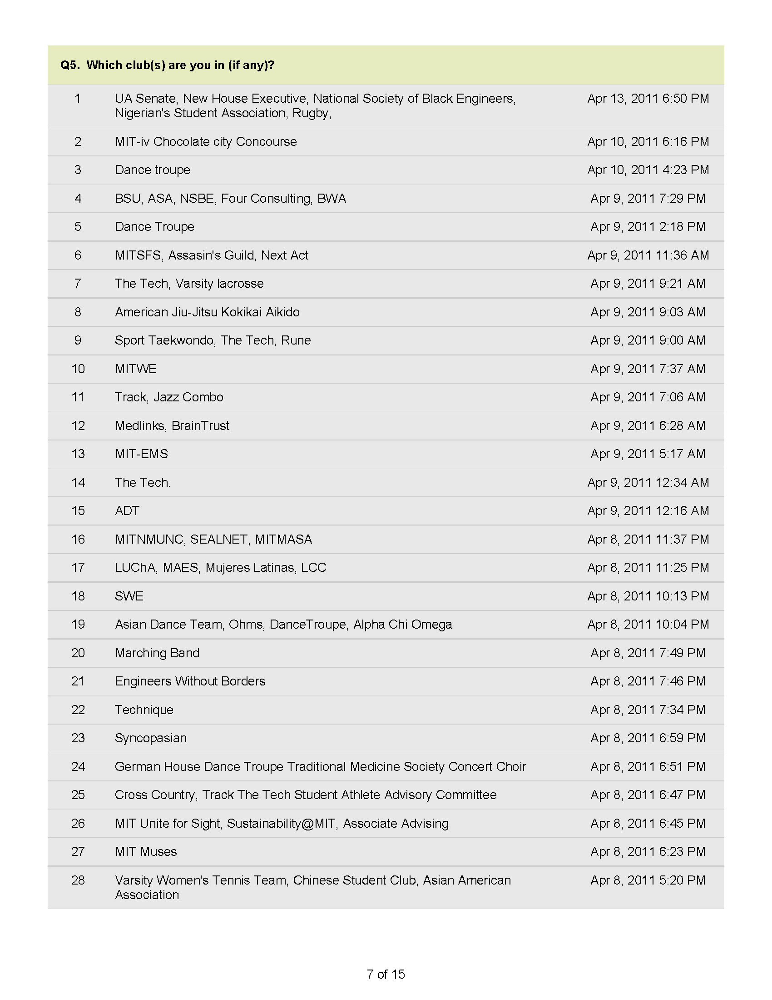 Q5. Which club(s) are you in (if any)?
1 UA Senate, New House Executive, National Society of Black Engineers, Apr 13, 2011 6:50 PM
Nigerian's Student Association, Rugby,
2 MIT-iv Chocolate city Concourse Apr 10, 2011 6:16 PM
3 Dance troupe Apr 10, 2011 4:23 PM
4 BSU, ASA, NSBE, Four Consulting, BWA Apr 9, 2011 7:29 PM
5 Dance Troupe Apr 9, 2011 2:18 PM
6 MITSFS, Assasin's Guild, Next Act Apr 9, 2011 11:36 AM
7 The Tech, Varsity lacrosse Apr 9, 2011 9:21 AM
8 American Jiu-Jitsu Kokikai Aikido Apr 9, 2011 9:03 AM
9 Sport Taekwondo, The Tech, Rune Apr 9, 2011 9:00 AM
10 MITWE Apr 9, 2011 7:37 AM
11 Track, Jazz Combo Apr 9, 2011 7:06 AM
12 Medlinks, BrainTrust Apr 9, 2011 6:28 AM
13 MIT-EMS Apr 9, 2011 5:17 AM
14 The Tech. Apr 9, 2011 12:34 AM
15 ADT Apr 9, 2011 12:16 AM
16 MITNMUNC, SEALNET, MITMASA Apr 8, 2011 11:37 PM
17 LUChA, MAES, Mujeres Latinas, LCC Apr 8, 2011 11:25 PM
18 SWE Apr 8, 2011 10:13 PM
19 Asian Dance Team, Ohms, DanceTroupe, Alpha Chi Omega Apr 8, 2011 10:04 PM
20 Marching Band Apr 8, 2011 7:49 PM
21 Engineers Without Borders Apr 8, 2011 7:46 PM
22 Technique Apr 8, 2011 7:34 PM
23 Syncopasian Apr 8, 2011 6:59 PM
24 German House Dance Troupe Traditional Medicine Society Concert Choir Apr 8, 2011 6:51 PM
25 Cross Country, Track The Tech Student Athlete Advisory Committee Apr 8, 2011 6:47 PM
26 MIT Unite for Sight, Sustainability@MIT, Associate Advising Apr 8, 2011 6:45 PM
27 MIT Muses Apr 8, 2011 6:23 PM
28 Varsity Women's Tennis Team, Chinese Student Club, Asian American Apr 8, 2011 5:20 PM
Association
7 of 15